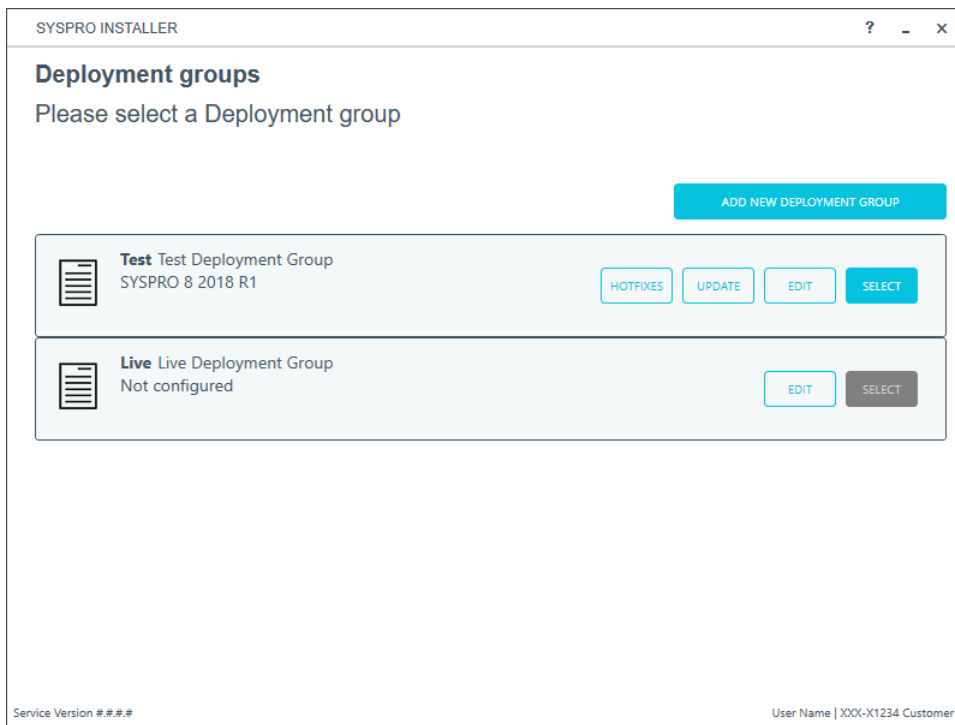 SYSPRO INSTALLER ? - ×
Deployment groups
Please select a Deployment group
ADD NEW DEPLOYMENT GROUP
Test Test Deployment Group
SYSPRO 8 2018 R1
HOTFIXES UPDATE EDIT SELECT
Live Live Deployment Group
Not configured
EDIT SELECT
Service Version #.#.#.# User Name | XXX-X1234 Customer